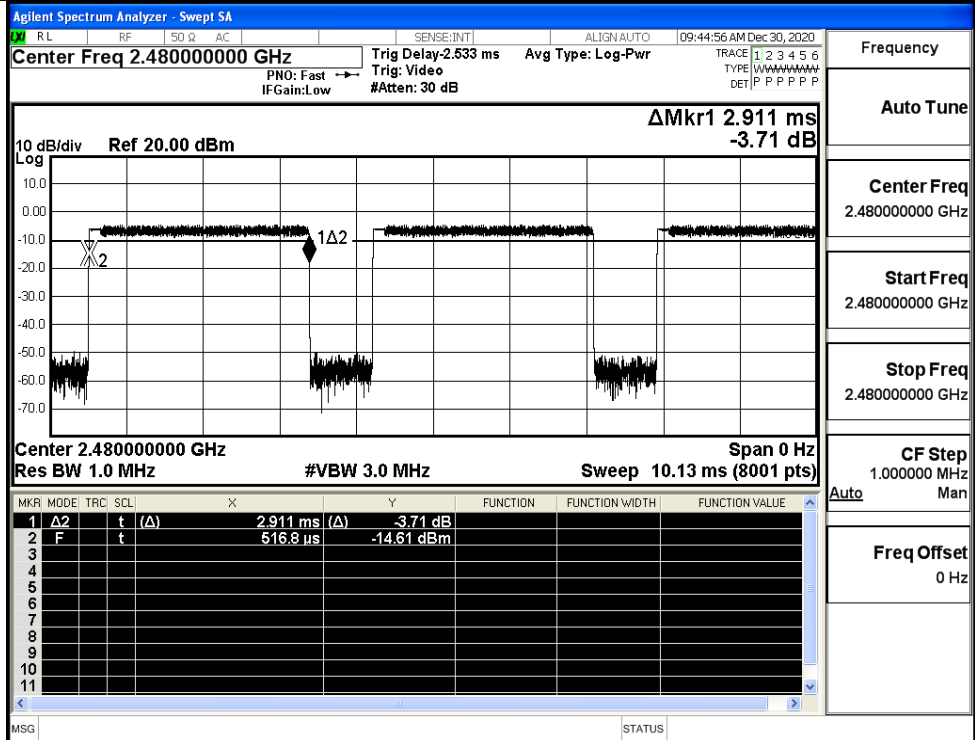 Agilent Spectrum Analyzer - Swept SA
LXI RL RF 50 Ω AC SENSE:INT ALIGNAUTO 09:44:56 AM Dec 30, 2020
Center Freq 2.480000000 GHz
PNO: Fast
IFGain:Low
Trig Delay-2.533 ms
Trig: Video
#Atten: 30 dB
Avg Type: Log-Pwr
TRACE 1 2 3 4 5 6
TYPE WWWWWW
DET P P P P P P
ΔMkr1 2.911 ms
-3.71 dB
10 dB/div Ref 20.00 dBm
Log
10.0
0.00
-10.0
-20.0
-30.0
-40.0
-50.0
-60.0
-70.0
1Δ2
2
Center 2.480000000 GHz Span 0 Hz
Res BW 1.0 MHz #VBW 3.0 MHz Sweep 10.13 ms (8001 pts)
MKR MODE TRC SCL X Y FUNCTION FUNCTION WIDTH FUNCTION VALUE
1 Δ2 t (Δ) 2.911 ms (Δ) -3.71 dB
2 F t 516.8 µs -14.61 dBm
3
4
5
6
7
8
9
10
11
MSG STATUS
Frequency
Auto Tune
Center Freq
2.480000000 GHz
Start Freq
2.480000000 GHz
Stop Freq
2.480000000 GHz
CF Step
1.000000 MHz
Auto Man
Freq Offset
0 Hz